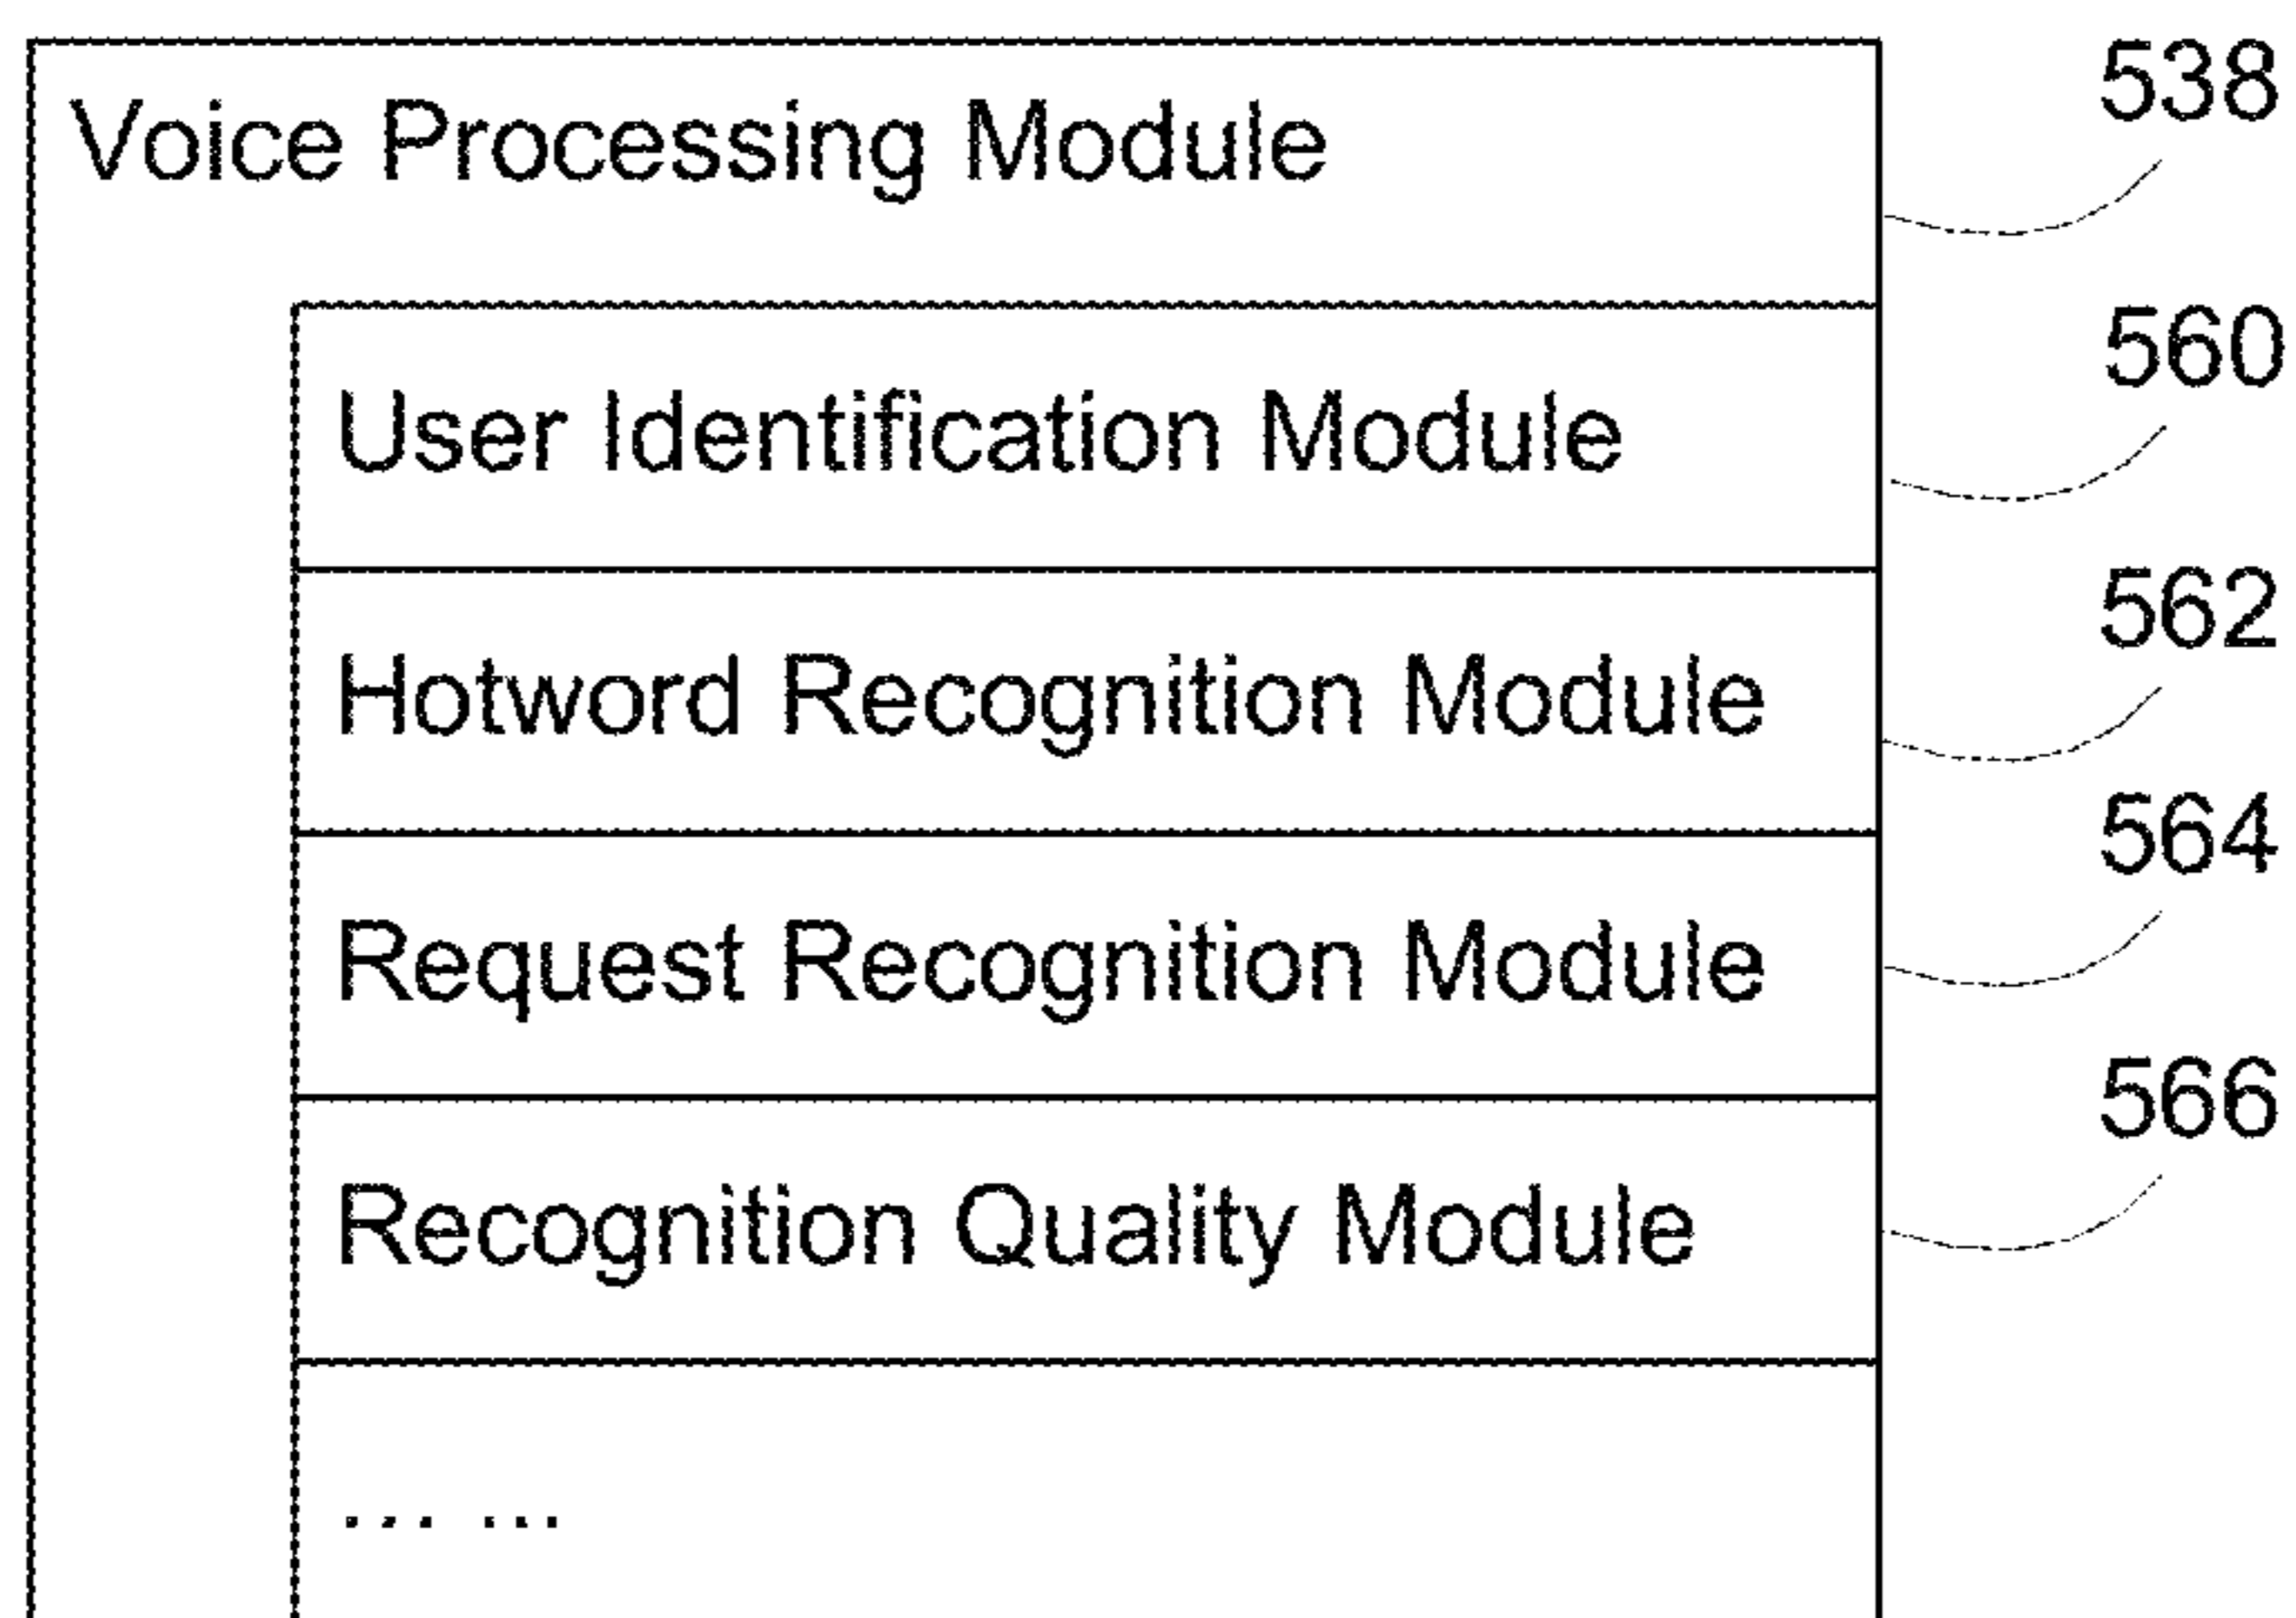 Voice Processing Module 538
User Identification Module 560
Hotword Recognition Module 562
Request Recognition Module 564
Recognition Quality Module 566
... ...